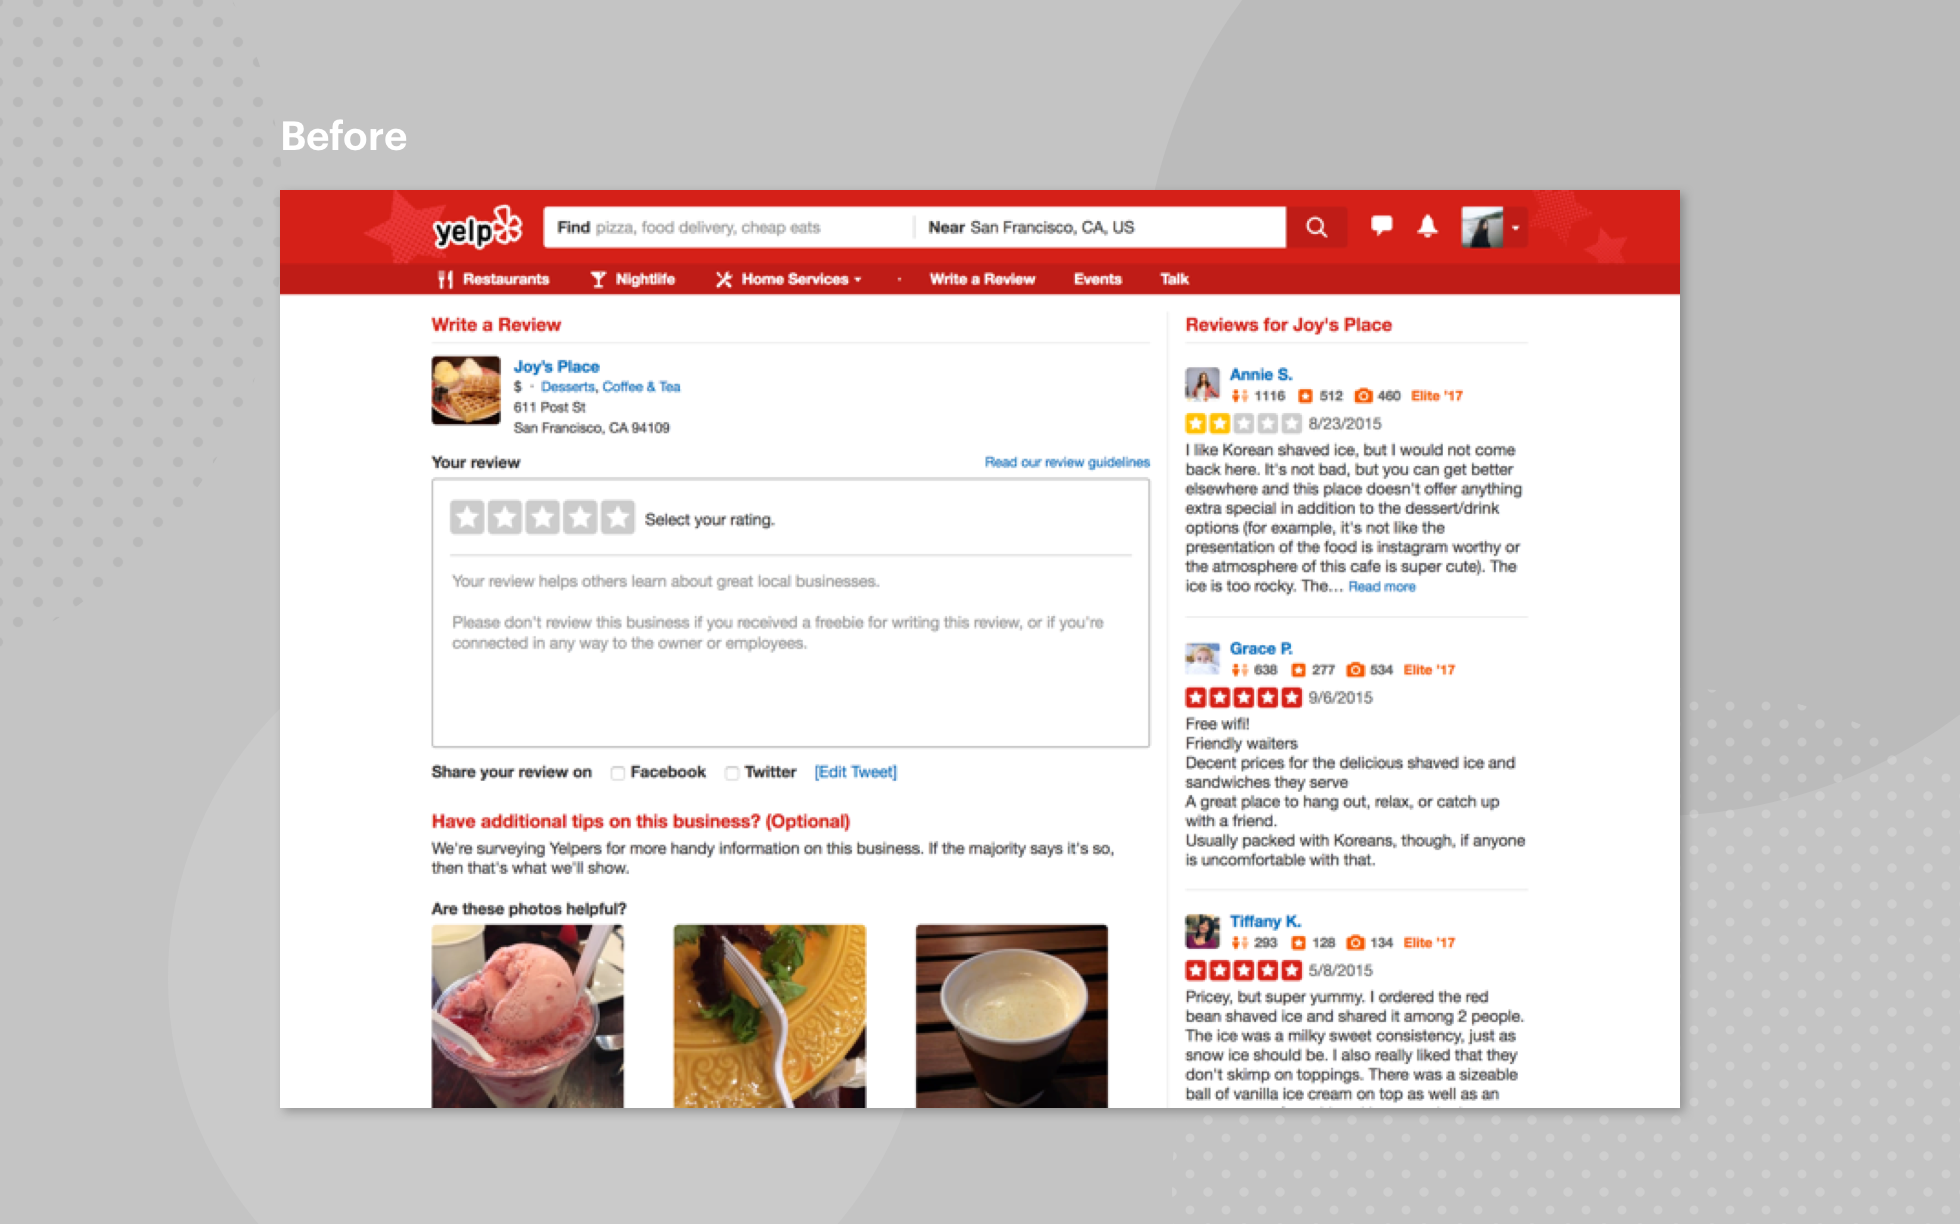 Before
yelp
Find pizza, food delivery, cheap eats
Near San Francisco, CA, US
Restaurants
Nightlife
Home Services
Write a Review
Events
Talk
Write a Review
Joy's Place
$ · Desserts, Coffee & Tea
611 Post St
San Francisco, CA 94109
Your review
Read our review guidelines
Select your rating.
Your review helps others learn about great local businesses.
Please don't review this business if you received a freebie for writing this review, or if you're
connected in any way to the owner or employees.
Share your review on Facebook Twitter [Edit Tweet]
Have additional tips on this business? (Optional)
We're surveying Yelpers for more handy information on this business. If the majority says it's so,
then that's what we'll show.
Are these photos helpful?
Reviews for Joy's Place
Annie S.
1116 512 460 Elite '17
8/23/2015
I like Korean shaved ice, but I would not come
back here. It's not bad, but you can get better
elsewhere and this place doesn't offer anything
extra special in addition to the dessert/drink
options (for example, it's not like the
presentation of the food is instagram worthy or
the atmosphere of this cafe is super cute). The
ice is too rocky. The... Read more
Grace P.
638 277 534 Elite '17
9/6/2015
Free wifi!
Friendly waiters
Decent prices for the delicious shaved ice and
sandwiches they serve
A great place to hang out, relax, or catch up
with a friend.
Usually packed with Koreans, though, if anyone
is uncomfortable with that.
Tiffany K.
293 128 134 Elite '17
5/8/2015
Pricey, but super yummy. I ordered the red
bean shaved ice and shared it among 2 people.
The ice was a milky sweet consistency, just as
snow ice should be. I also really liked that they
don't skimp on toppings. There was a sizeable
ball of vanilla ice cream on top as well as an